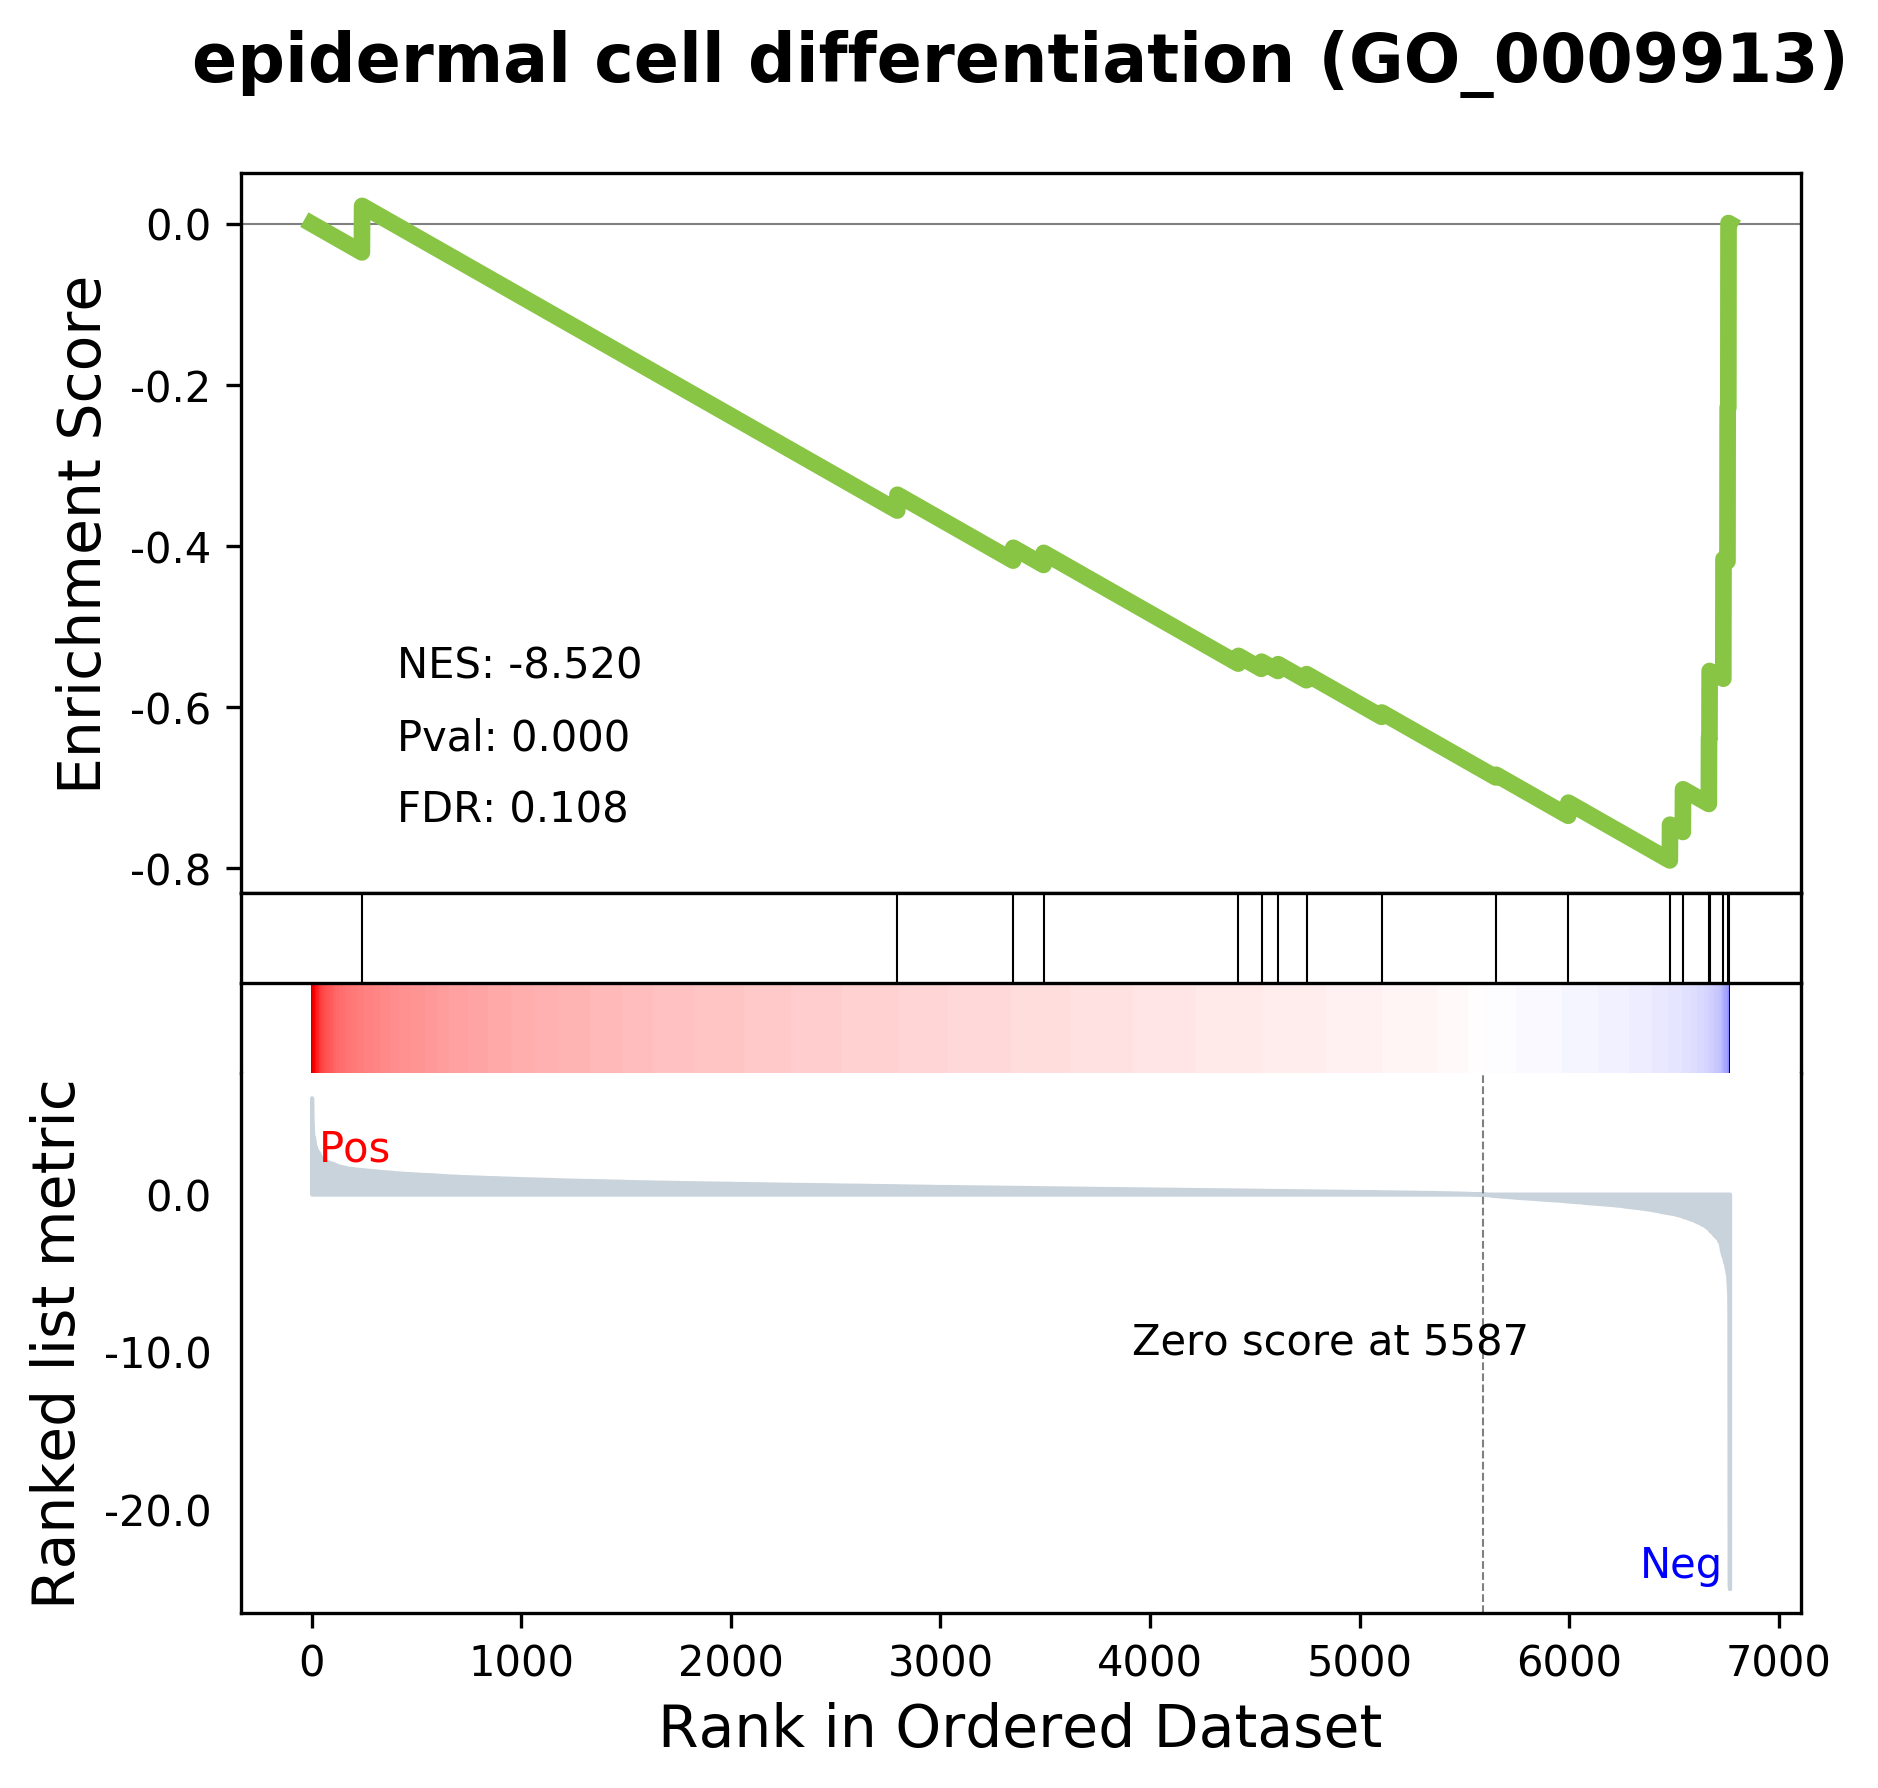 epidermal cell differentiation (GO_0009913)
Enrichment Score
0.0
-0.2
-0.4
-0.6
-0.8
NES: -8.520
Pval: 0.000
FDR: 0.108
Ranked list metric
Pos
0.0
-10.0
-20.0
Zero score at 5587
Neg
0 1000 2000 3000 4000 5000 6000 7000
Rank in Ordered Dataset